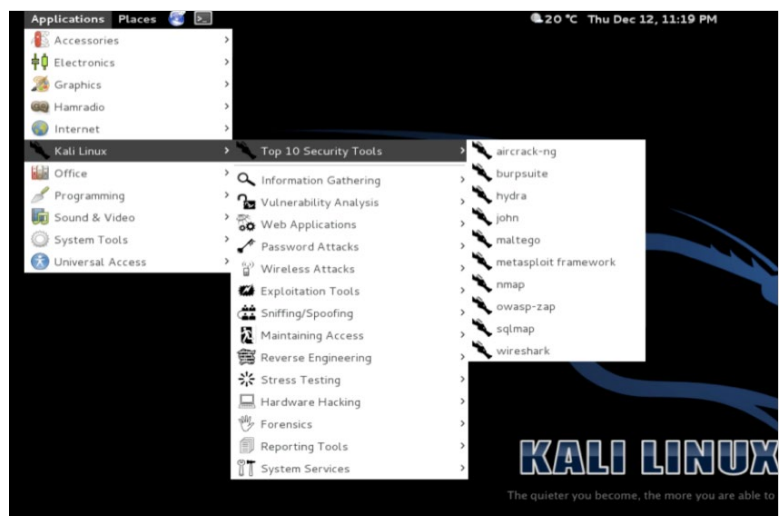 Applications Places 20 °C Thu Dec 12, 11:19 PM
Accessories
Electronics
Graphics
Hamradio
Internet
Kali Linux
Office
Programming
Sound & Video
System Tools
Universal Access
Top 10 Security Tools
Information Gathering
Vulnerability Analysis
Web Applications
Password Attacks
Wireless Attacks
Exploitation Tools
Sniffing/Spoofing
Maintaining Access
Reverse Engineering
Stress Testing
Hardware Hacking
Forensics
Reporting Tools
System Services
aircrack-ng
burpsuite
hydra
john
maltego
metasploit framework
nmap
owasp-zap
sqlmap
wireshark
KALI LINUX
The quieter you become, the more you are able to